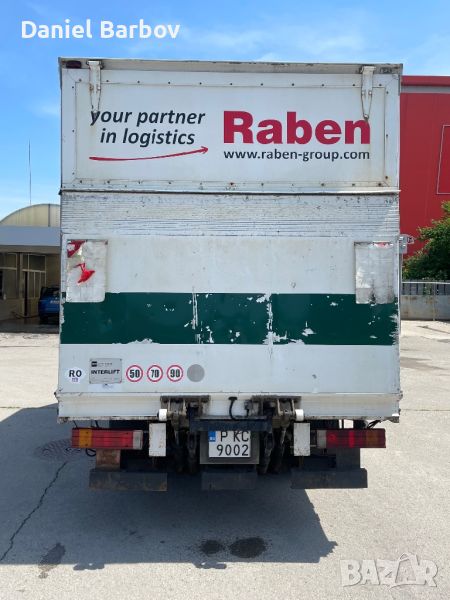 Daniel Barbov
your partner
in logistics
Raben
www.raben-group.com
RO
INTERLIFT
50 70 90
P KC
9002
BAZAR